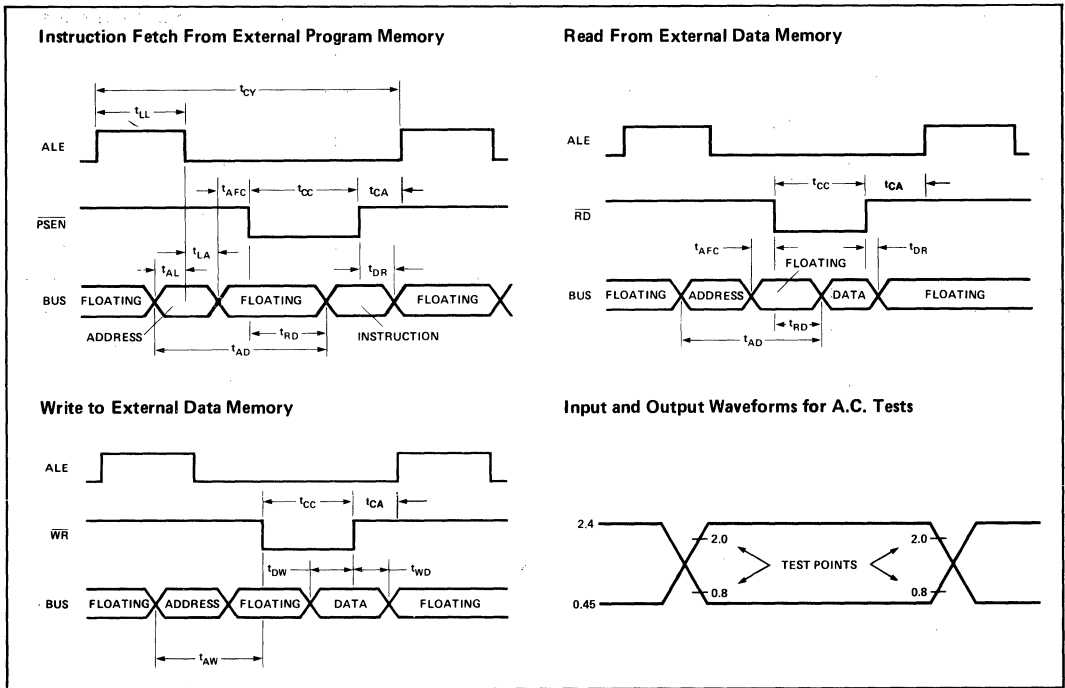 Instruction Fetch From External Program Memory
tCY
tLL
ALE
tAFC tCC tCA
PSEN
tLA
tAL tDR
BUS FLOATING FLOATING FLOATING
ADDRESS tRD INSTRUCTION
tAD
Read From External Data Memory
ALE
tCC tCA
RD
tAFC tDR
FLOATING
BUS FLOATING ADDRESS DATA FLOATING
tRD
tAD
Write to External Data Memory
ALE
tCC tCA
WR
tDW tWD
BUS FLOATING ADDRESS FLOATING DATA FLOATING
tAW
Input and Output Waveforms for A.C. Tests
2.4
2.0 2.0
TEST POINTS
0.8 0.8
0.45